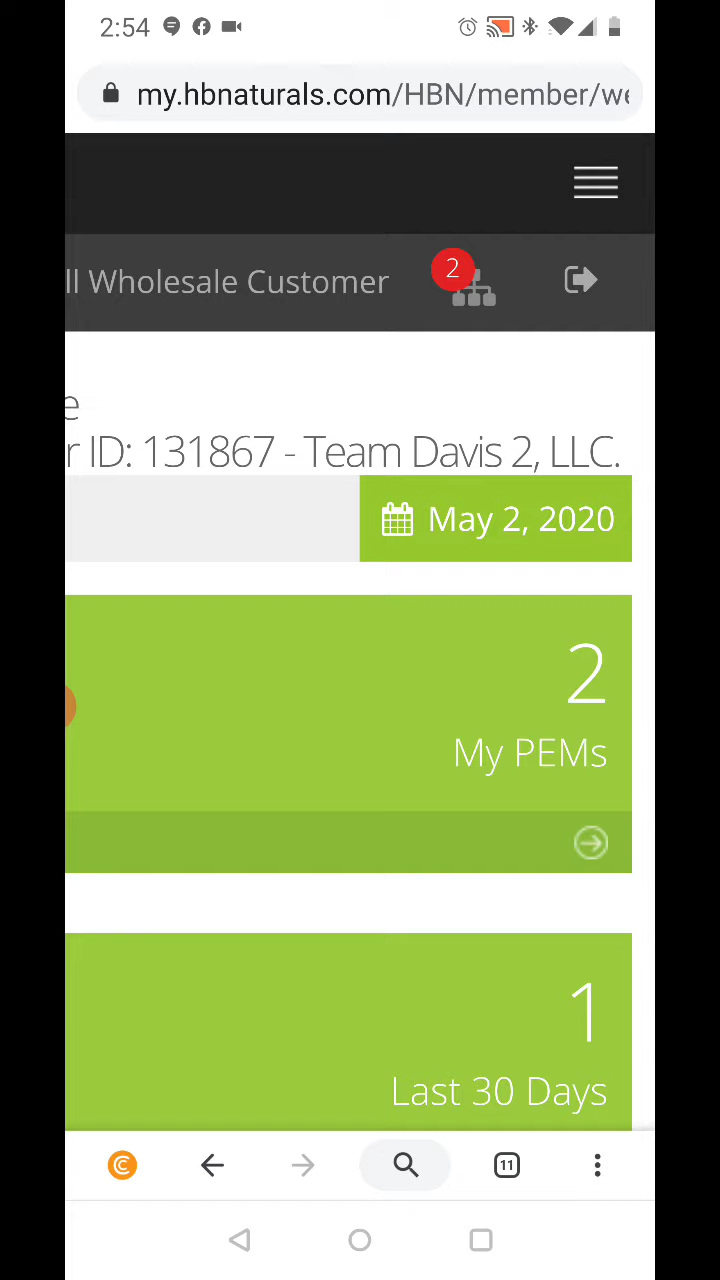 2:54
my.hbnaturals.com/HBN/member/we
ll Wholesale Customer
2
e
r ID: 131867 - Team Davis 2, LLC.
May 2, 2020
2
My PEMs
1
Last 30 Days
11